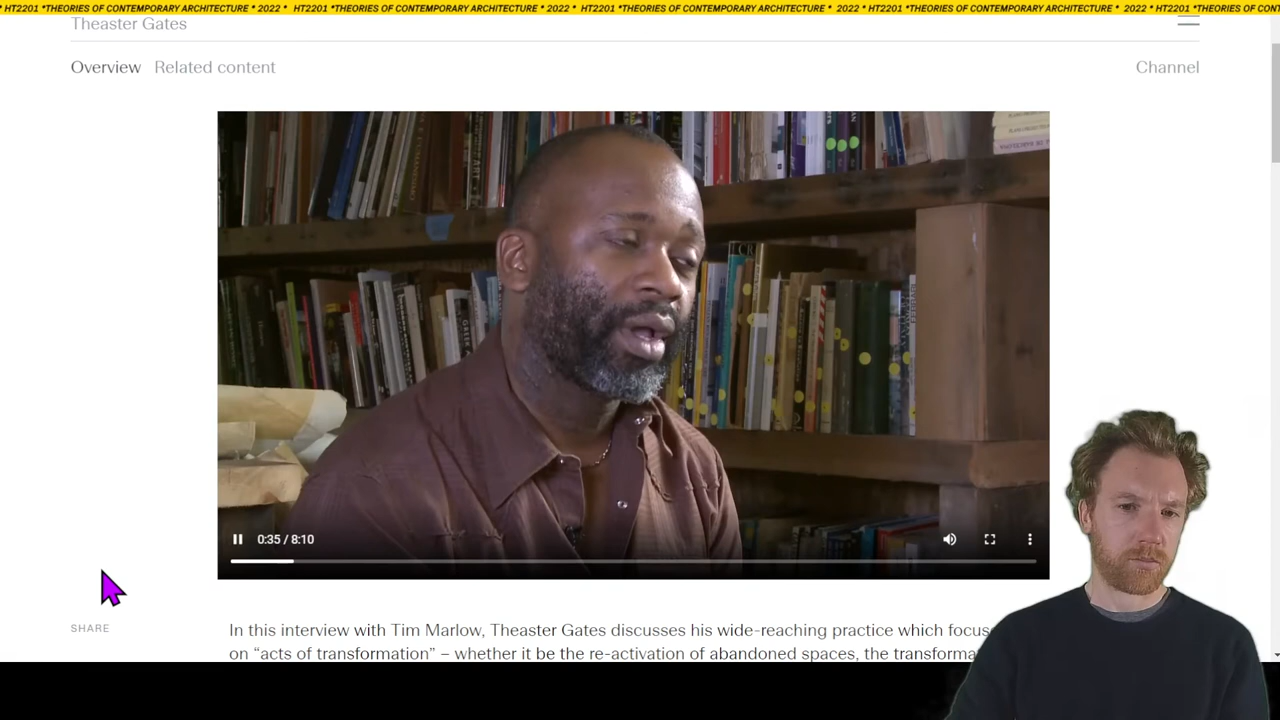 * HT2201 *THEORIES OF CONTEMPORARY ARCHITECTURE * 2022 * HT2201 *THEORIES OF CONTEMPORARY ARCHITECTURE * 2022 * HT2201 *THEORIES OF CONTEMPORARY ARCHITECTURE * 2022 * HT2201 *THEORIES OF CONTEMPORARY ARCHITECTURE * 2022 * HT2201 *THEORIES OF CONT
Theaster Gates
Overview Related content Channel
0:35 / 8:10
SHARE
In this interview with Tim Marlow, Theaster Gates discusses his wide-reaching practice which
on “acts of transformation” – whether it be the re-activation of abandoned spaces, the